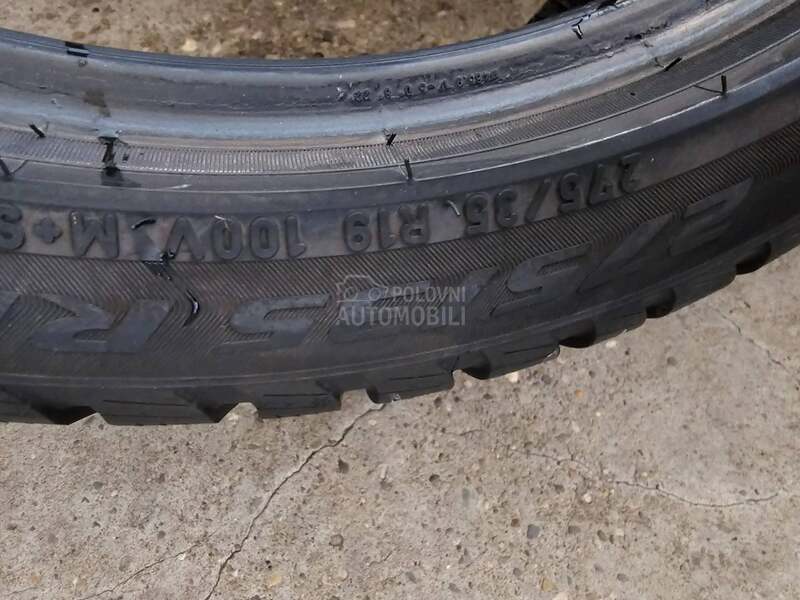 275/35 R19 100V M+S
275/35 R
POLOVNI
AUTOMOBILI